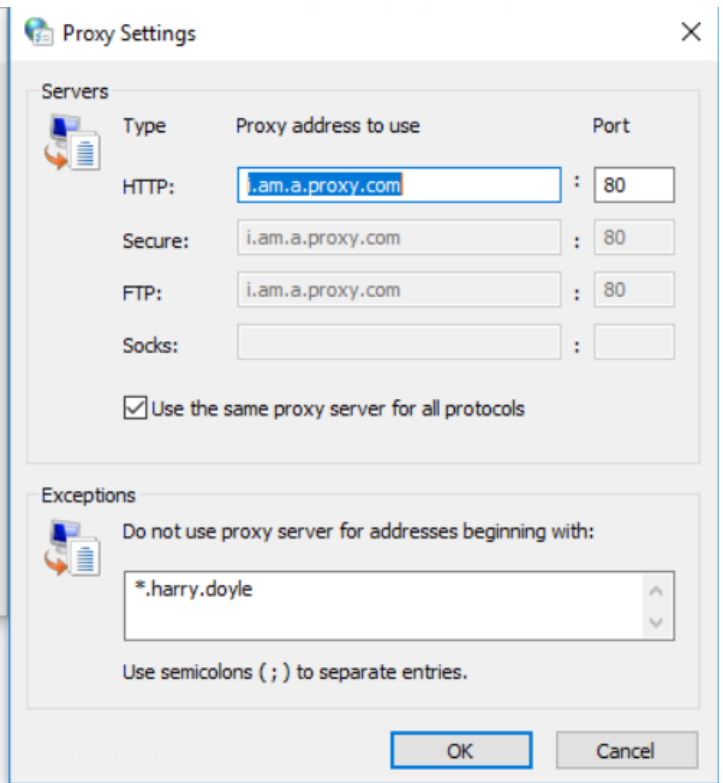 Proxy Settings
Servers
Type Proxy address to use Port
HTTP: i.am.a.proxy.com : 80
Secure: i.am.a.proxy.com : 80
FTP: i.am.a.proxy.com : 80
Socks: :
Use the same proxy server for all protocols
Exceptions
Do not use proxy server for addresses beginning with:
*.harry.doyle
Use semicolons ( ; ) to separate entries.
OK Cancel